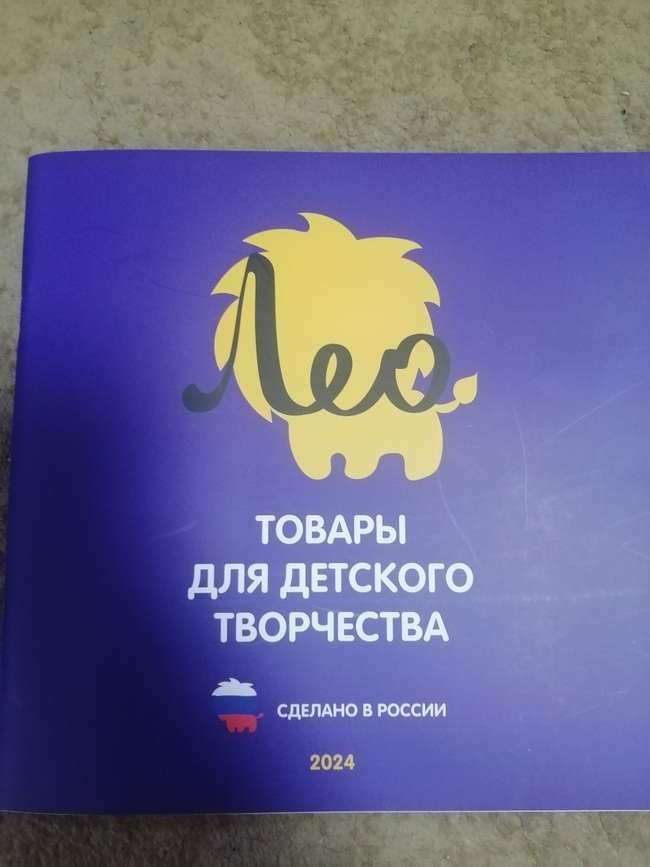 Лео
ТОВАРЫ
ДЛЯ ДЕТСКОГО
ТВОРЧЕСТВА
СДЕЛАНО В РОССИИ
2024